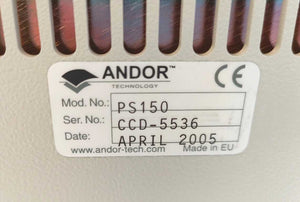 ANDOR™
TECHNOLOGY
CE
Mod. No.: PS150
Ser. No.: CCD-5536
Date: APRIL 2005
www.andor-tech.com Made in EU